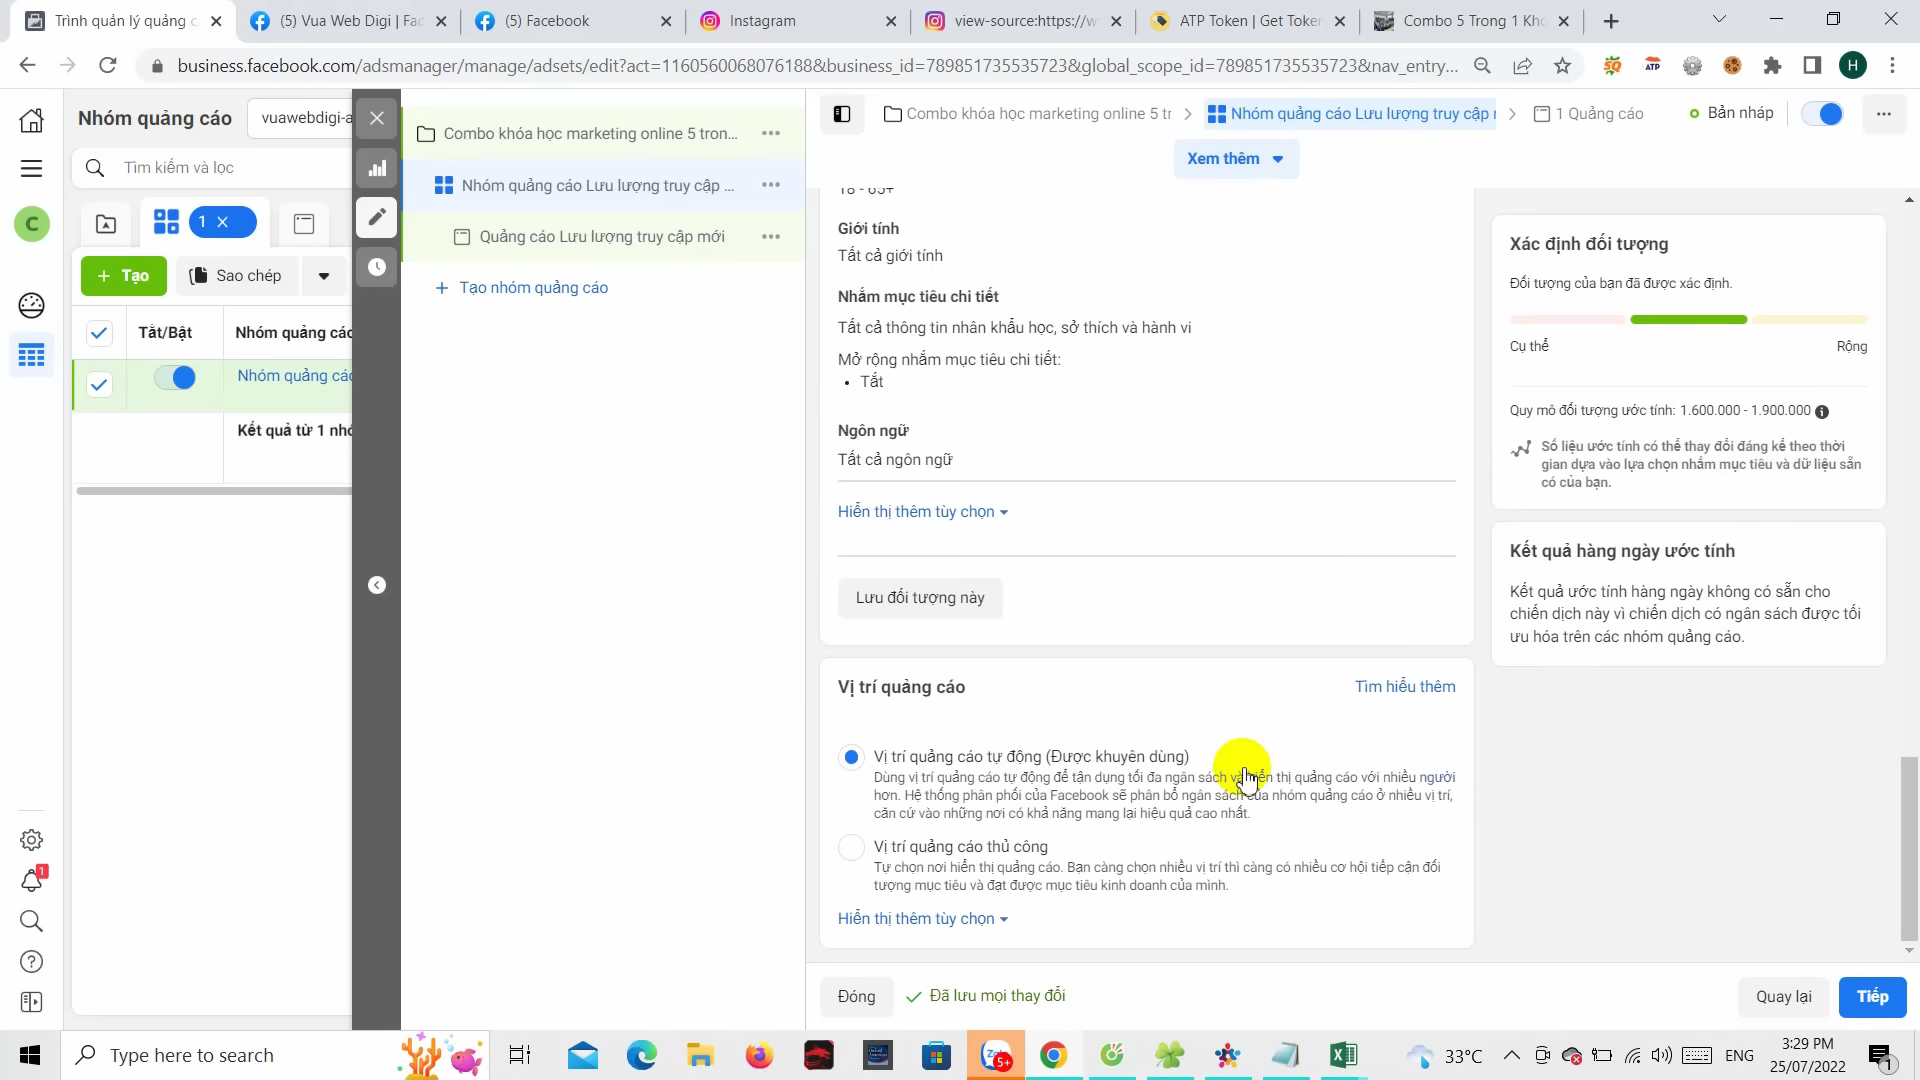 Trình quản lý quảng c
(5) Vua Web Digi | Fac
(5) Facebook
Instagram
view-source:https://w
ATP Token | Get Toke
Combo 5 Trong 1 Kh
business.facebook.com/adsmanager/manage/adsets/edit?act=1160560068076188&business_id=789851735535723&global_scope_id=789851735535723&nav_entry...
SQ
ATP
H
Nhóm quảng cáo
vuawebdigi-a
Tìm kiếm và lọc
C
1
Tạo
Sao chép
Tắt/Bật
Nhóm quảng cáo
Nhóm quảng cáo
Kết quả từ 1 nhó
Combo khóa học marketing online 5 tron...
Nhóm quảng cáo Lưu lượng truy cập ...
Quảng cáo Lưu lượng truy cập mới
Tạo nhóm quảng cáo
Combo khóa học marketing online 5 tr
Nhóm quảng cáo Lưu lượng truy cập
1 Quảng cáo
Bản nháp
Xem thêm
18 - 65+
Giới tính
Tất cả giới tính
Nhắm mục tiêu chi tiết
Tất cả thông tin nhân khẩu học, sở thích và hành vi
Mở rộng nhắm mục tiêu chi tiết:
• Tắt
Ngôn ngữ
Tất cả ngôn ngữ
Hiển thị thêm tùy chọn
Lưu đối tượng này
Vị trí quảng cáo
Tìm hiểu thêm
Vị trí quảng cáo tự động (Được khuyên dùng)
Dùng vị trí quảng cáo tự động để tận dụng tối đa ngân sách và hiển thị quảng cáo với nhiều người
hơn. Hệ thống phân phối của Facebook sẽ phân bổ ngân sách của nhóm quảng cáo ở nhiều vị trí,
căn cứ vào những nơi có khả năng mang lại hiệu quả cao nhất.
Vị trí quảng cáo thủ công
Tự chọn nơi hiển thị quảng cáo. Bạn càng chọn nhiều vị trí thì càng có nhiều cơ hội tiếp cận đối
tượng mục tiêu và đạt được mục tiêu kinh doanh của mình.
Hiển thị thêm tùy chọn
Xác định đối tượng
Đối tượng của bạn đã được xác định.
Cụ thể
Rộng
Quy mô đối tượng ước tính: 1.600.000 - 1.900.000
Số liệu ước tính có thể thay đổi đáng kể theo thời
gian dựa vào lựa chọn nhắm mục tiêu và dữ liệu sẵn
có của bạn.
Kết quả hàng ngày ước tính
Kết quả ước tính hàng ngày không có sẵn cho
chiến dịch này vì chiến dịch có ngân sách được tối
ưu hóa trên các nhóm quảng cáo.
Đóng
Đã lưu mọi thay đổi
Quay lại
Tiếp
1
Type here to search
5+
33°C
ENG
3:29 PM
25/07/2022
1